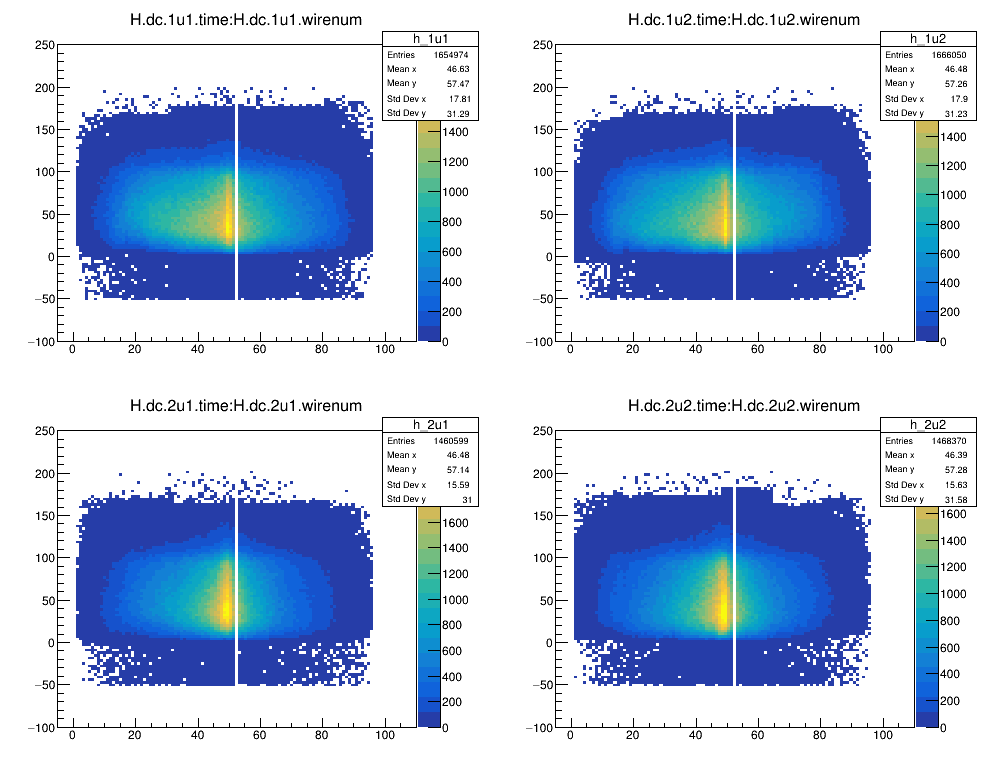 H.dc.1u1.time:H.dc.1u1.wirenum
h_1u1
Entries 1654974
Mean x 46.63
Mean y 57.47
Std Dev x 17.81
Std Dev y 31.29
250
200
150
100
50
0
−50
−100
0 20 40 60 80 100
1400
1200
1000
800
600
400
200
0
H.dc.1u2.time:H.dc.1u2.wirenum
h_1u2
Entries 1666050
Mean x 46.48
Mean y 57.26
Std Dev x 17.9
Std Dev y 31.23
250
200
150
100
50
0
−50
−100
0 20 40 60 80 100
1400
1200
1000
800
600
400
200
0
H.dc.2u1.time:H.dc.2u1.wirenum
h_2u1
Entries 1460599
Mean x 46.48
Mean y 57.14
Std Dev x 15.59
Std Dev y 31
250
200
150
100
50
0
−50
−100
0 20 40 60 80 100
1600
1400
1200
1000
800
600
400
200
0
H.dc.2u2.time:H.dc.2u2.wirenum
h_2u2
Entries 1468370
Mean x 46.39
Mean y 57.28
Std Dev x 15.63
Std Dev y 31.58
250
200
150
100
50
0
−50
−100
0 20 40 60 80 100
1600
1400
1200
1000
800
600
400
200
0